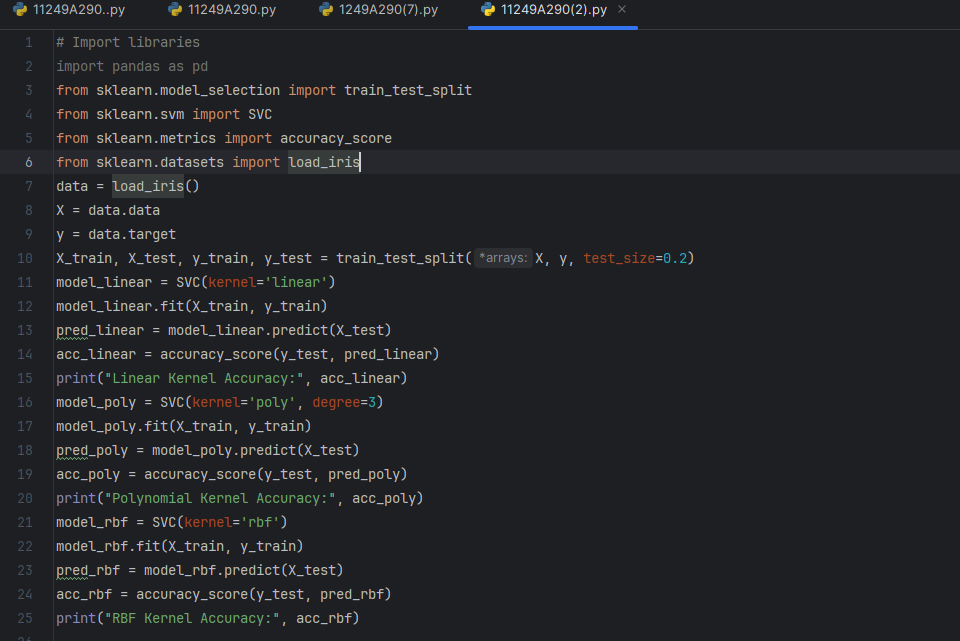 11249A290..py 11249A290.py 1249A290(7).py 11249A290(2).py
1 # Import libraries
2 import pandas as pd
3 from sklearn.model_selection import train_test_split
4 from sklearn.svm import SVC
5 from sklearn.metrics import accuracy_score
6 from sklearn.datasets import load_iris
7 data = load_iris()
8 X = data.data
9 y = data.target
10 X_train, X_test, y_train, y_test = train_test_split( *arrays: X, y, test_size=0.2)
11 model_linear = SVC(kernel='linear')
12 model_linear.fit(X_train, y_train)
13 pred_linear = model_linear.predict(X_test)
14 acc_linear = accuracy_score(y_test, pred_linear)
15 print("Linear Kernel Accuracy:", acc_linear)
16 model_poly = SVC(kernel='poly', degree=3)
17 model_poly.fit(X_train, y_train)
18 pred_poly = model_poly.predict(X_test)
19 acc_poly = accuracy_score(y_test, pred_poly)
20 print("Polynomial Kernel Accuracy:", acc_poly)
21 model_rbf = SVC(kernel='rbf')
22 model_rbf.fit(X_train, y_train)
23 pred_rbf = model_rbf.predict(X_test)
24 acc_rbf = accuracy_score(y_test, pred_rbf)
25 print("RBF Kernel Accuracy:", acc_rbf)